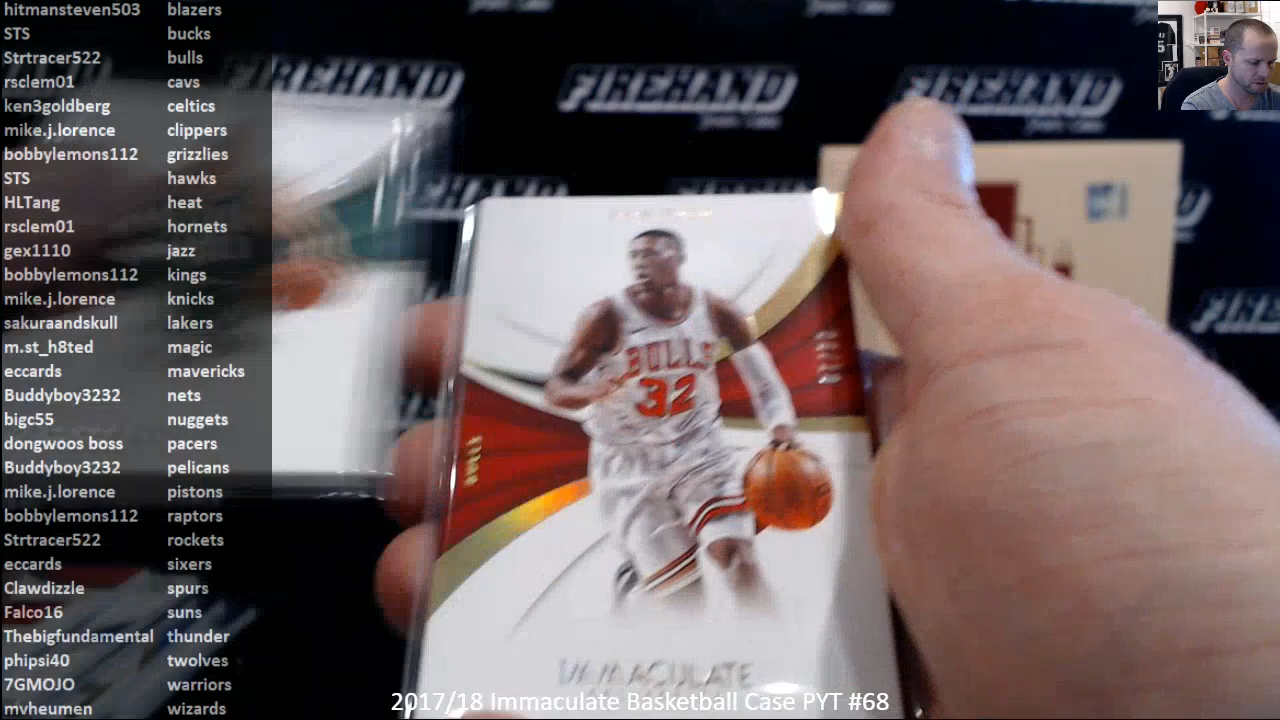 hitmansteven503 blazers
STS bucks
Strtracer522 bulls
rsclem01 cavs
ken3goldberg celtics
mike.j.lorence clippers
bobbylemons112 grizzlies
STS hawks
HLTang heat
rsclem01 hornets
gex1110 jazz
bobbylemons112 kings
mike.j.lorence knicks
sakuraandskull lakers
m.st_h8ted magic
eccards mavericks
Buddyboy3232 nets
bigc55 nuggets
dongwoos boss pacers
Buddyboy3232 pelicans
mike.j.lorence pistons
bobbylemons112 raptors
Strtracer522 rockets
eccards sixers
Clawdizzle spurs
Falco16 suns
Thebigfundamental thunder
phipsi40 twolves
7GMOJO warriors
mvheumen wizards
FIREHAND
FIREHAND
FIREHAND
BULLS
32
IMMACULATE
2017/18 Immaculate Basketball Case PYT #68